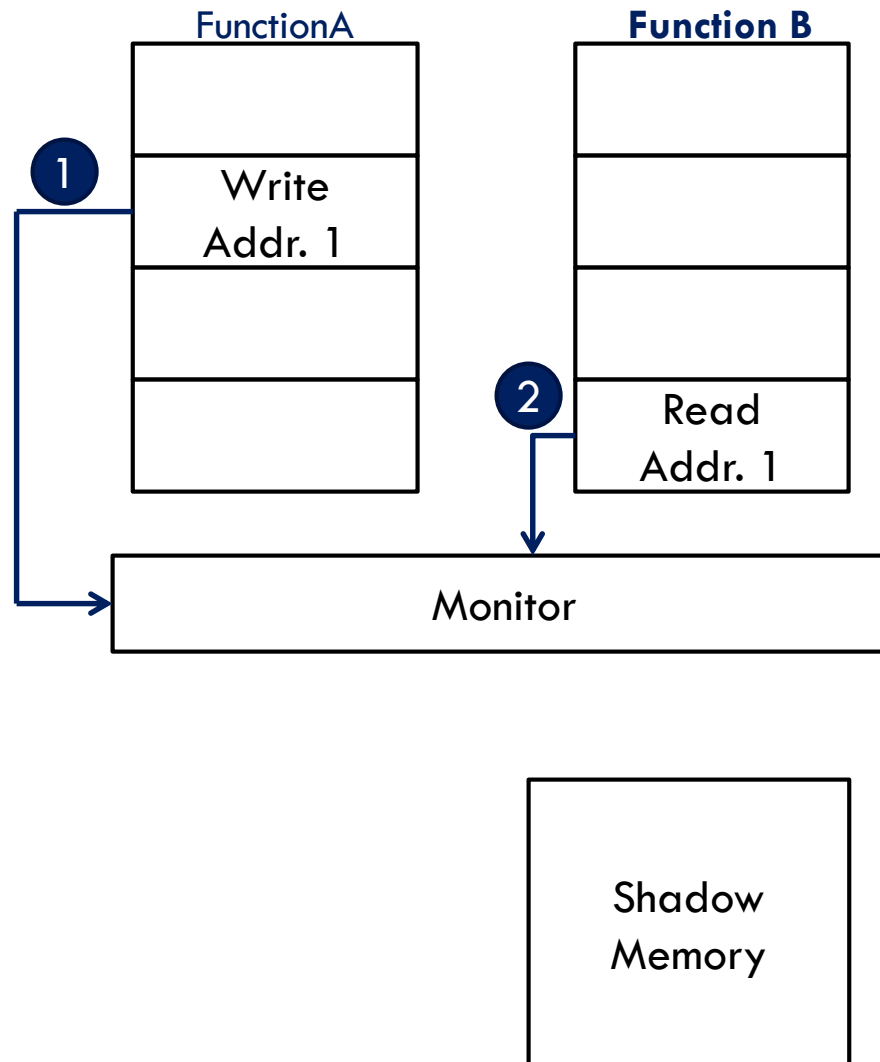 FunctionA
Function B
1
Write
Addr. 1
2
Read
Addr. 1
Monitor
Shadow
Memory